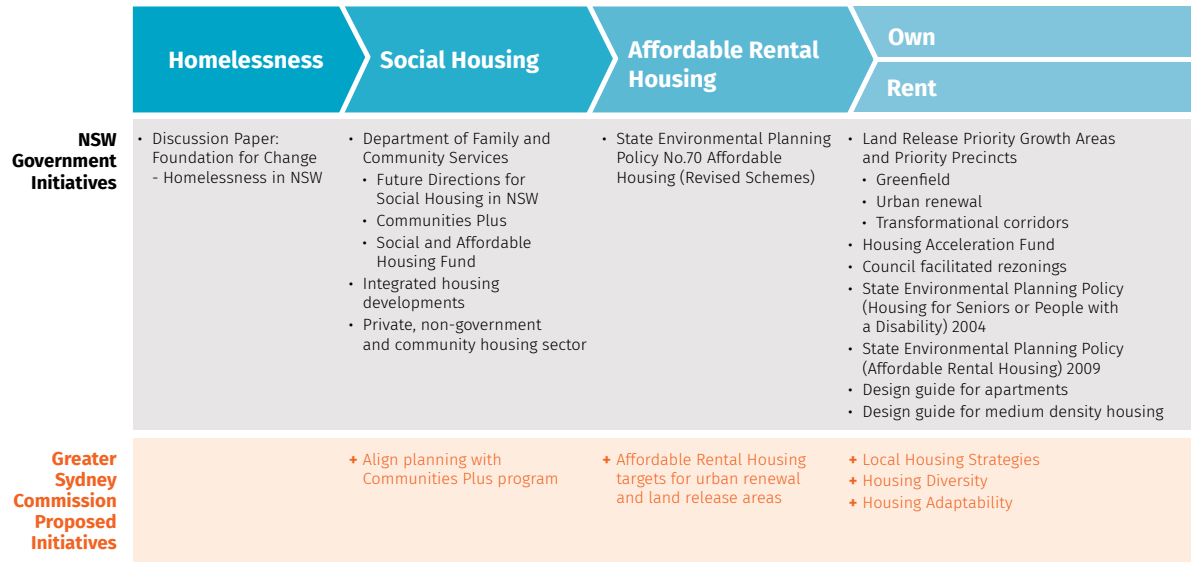 Homelessness
Social Housing
Affordable Rental
Housing
Own
Rent
NSW
Government
Initiatives
• Discussion Paper:
Foundation for Change
- Homelessness in NSW
• Department of Family and
Community Services
• Future Directions for
Social Housing in NSW
• Communities Plus
• Social and Affordable
Housing Fund
• Integrated housing
developments
• Private, non-government
and community housing sector
• State Environmental Planning
Policy No.70 Affordable
Housing (Revised Schemes)
• Land Release Priority Growth Areas
and Priority Precincts
• Greenfield
• Urban renewal
• Transformational corridors
• Housing Acceleration Fund
• Council facilitated rezonings
• State Environmental Planning Policy
(Housing for Seniors or People with
a Disability) 2004
• State Environmental Planning Policy
(Affordable Rental Housing) 2009
• Design guide for apartments
• Design guide for medium density housing
Greater
Sydney
Commission
Proposed
Initiatives
+ Align planning with
Communities Plus program
+ Affordable Rental Housing
targets for urban renewal
and land release areas
+ Local Housing Strategies
+ Housing Diversity
+ Housing Adaptability